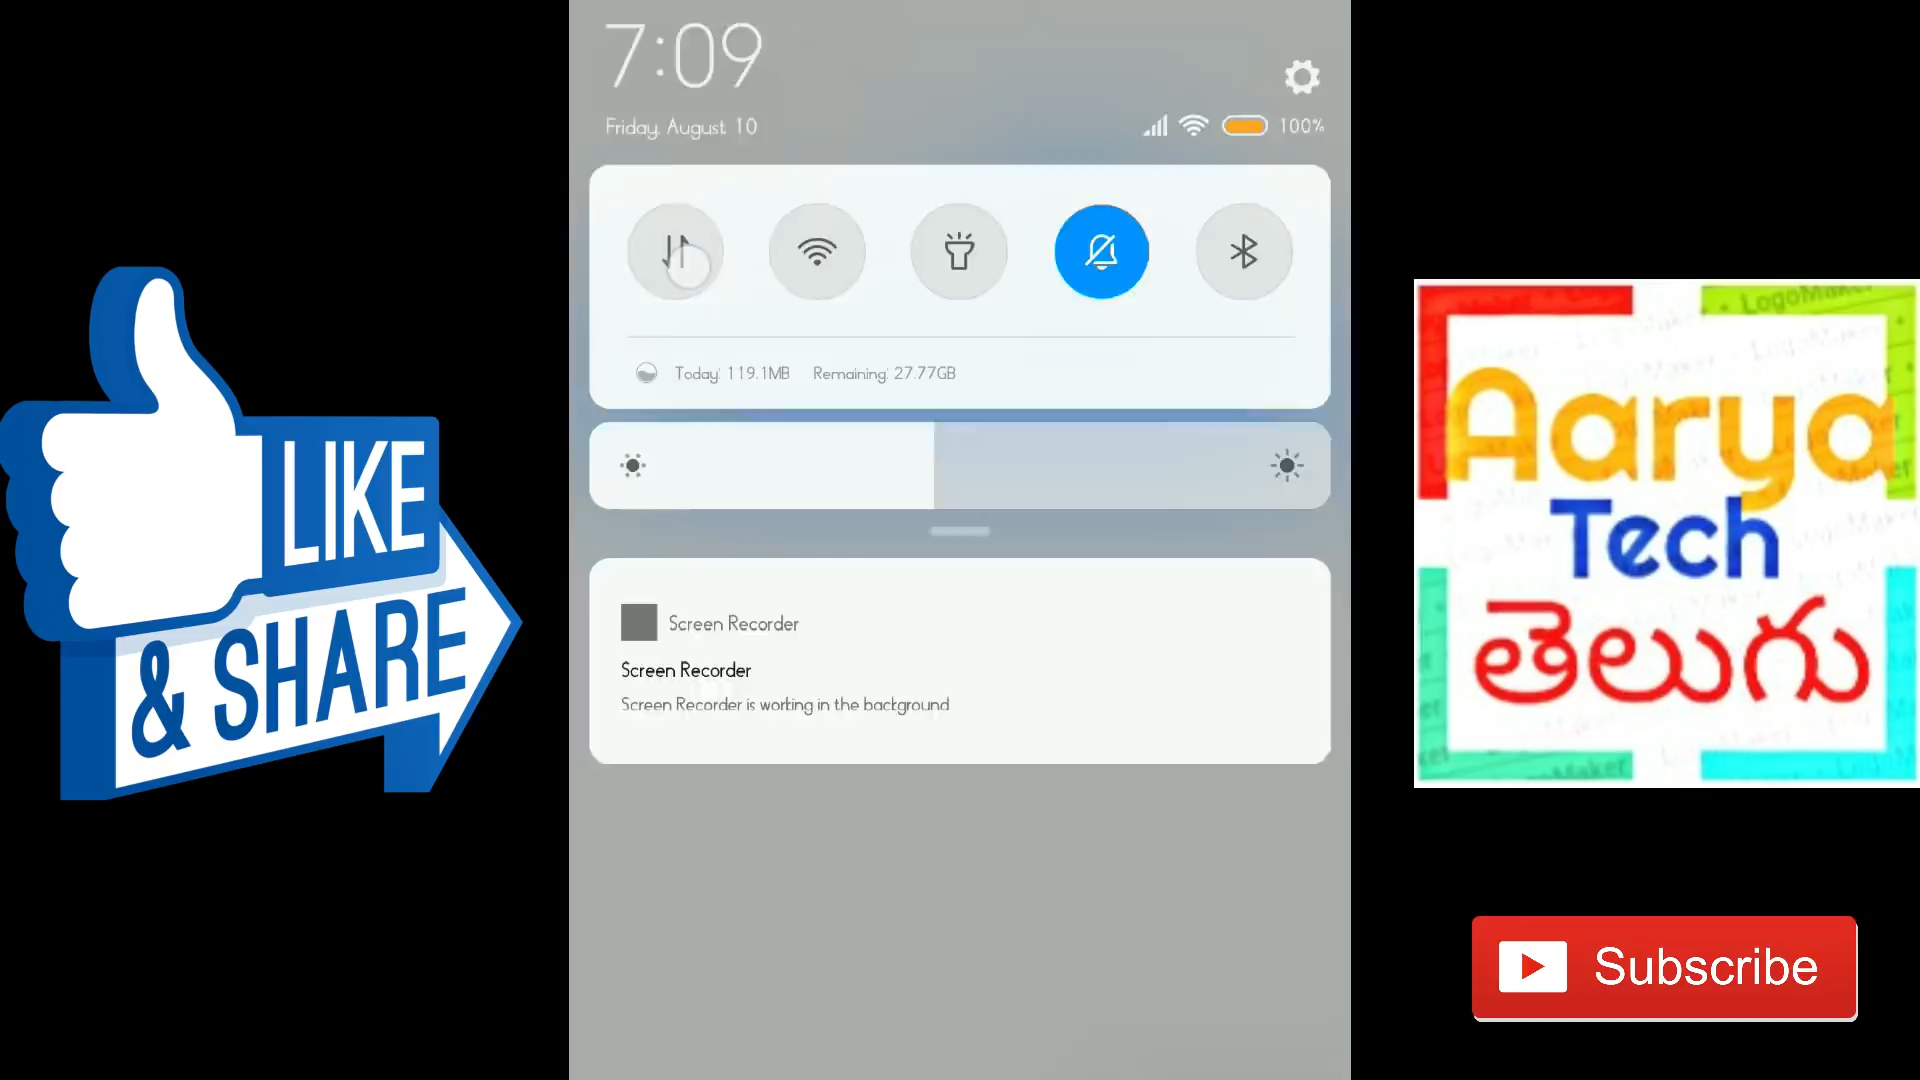 7:09
Friday, August 10
100%
Today: 119.1MB Remaining: 27.77GB
Screen Recorder
Screen Recorder
Screen Recorder is working in the background
LIKE
& SHARE
LogoMaker
Aarya
Tech
తెలుగు
Subscribe